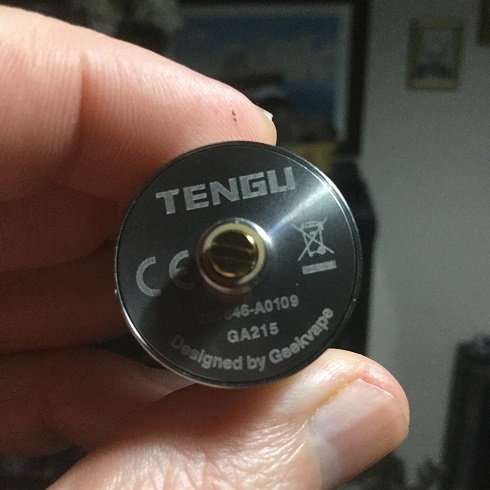 TENGU
CE
GA215
Designed by Geekvape